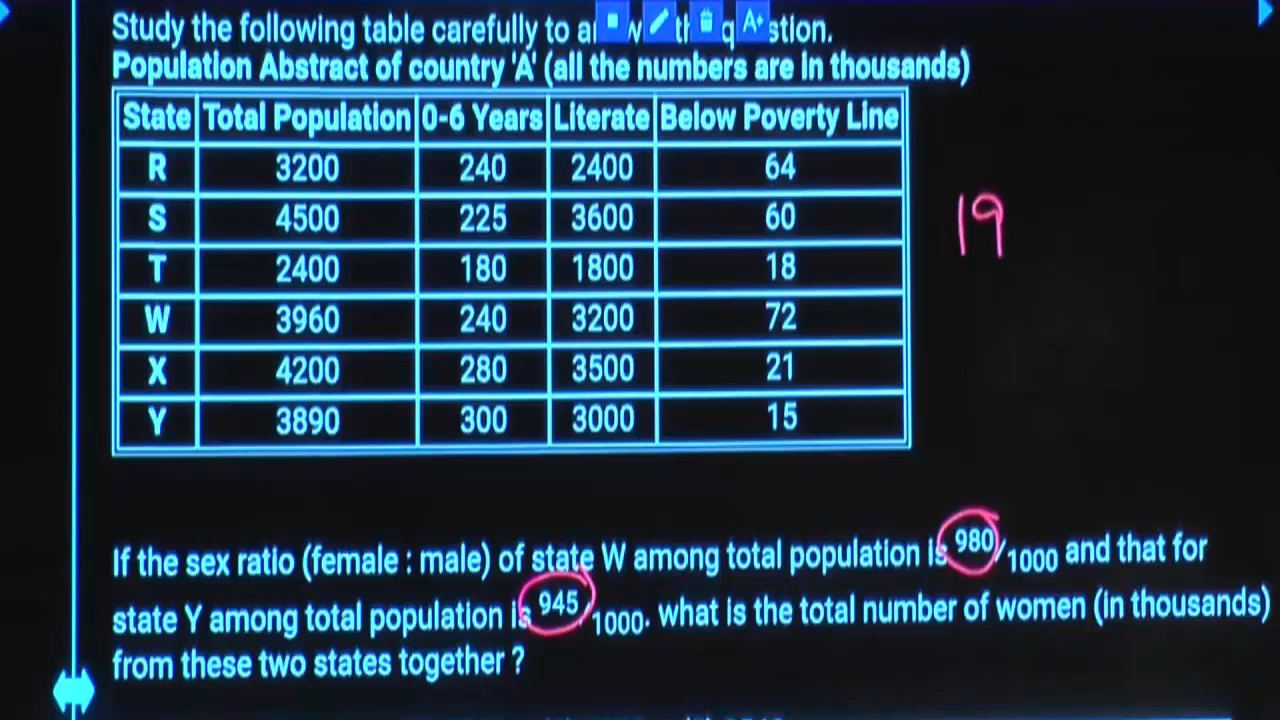 Study the following table carefully to stion.
Population Abstract of country 'A' (all the numbers are in thousands)
State Total Population 0-6 Years Literate Below Poverty Line
R 3200 240 2400 64
S 4500 225 3600 60
T 2400 180 1800 18
W 3960 240 3200 72
X 4200 280 3500 21
Y 3890 300 3000 15
19
If the sex ratio (female : male) of state W among total population is 980/1000 and that for
state Y among total population is 945/1000. what is the total number of women (in thousands)
from these two states together ?